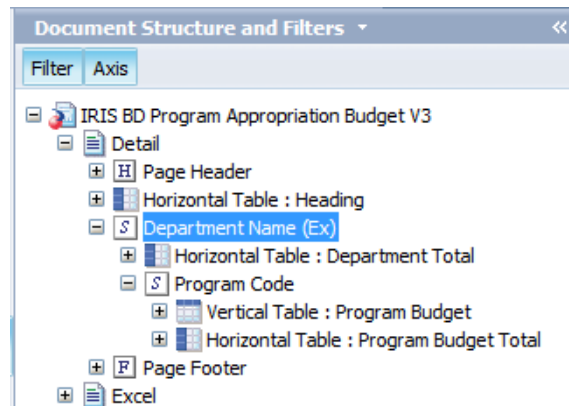 Document Structure and Filters
Filter Axis
IRIS BD Program Appropriation Budget V3
Detail
H Page Header
Horizontal Table : Heading
S Department Name (Ex)
Horizontal Table : Department Total
S Program Code
Vertical Table : Program Budget
Horizontal Table : Program Budget Total
F Page Footer
Excel